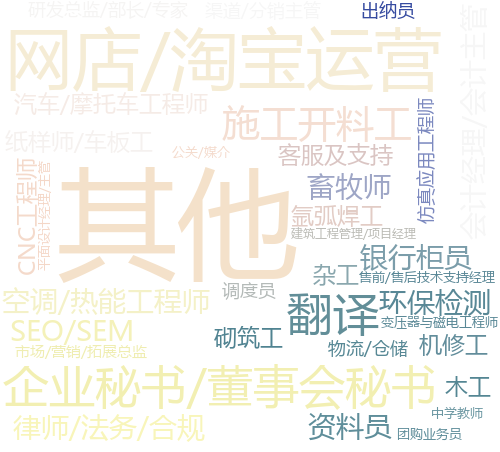 研发总监/部长/专家
渠道/分销主管
出纳员
网店/淘宝运营
会计经理/会计主管
汽车/摩托车工程师
施工开料工
仿真应用工程师
纸样师/车板工
公关/媒介
客服及支持
CNC工程师
平面设计经理/主管
其他
畜牧师
氩弧焊工
建筑工程管理/项目经理
银行柜员
杂工
售前/售后技术支持经理
调度员
空调/热能工程师
翻译
环保检测
变压器与磁电工程师
SEO/SEM
砌筑工
物流/仓储
机修工
市场/营销/拓展总监
企业秘书/董事会秘书
木工
律师/法务/合规
资料员
中学教师
团购业务员